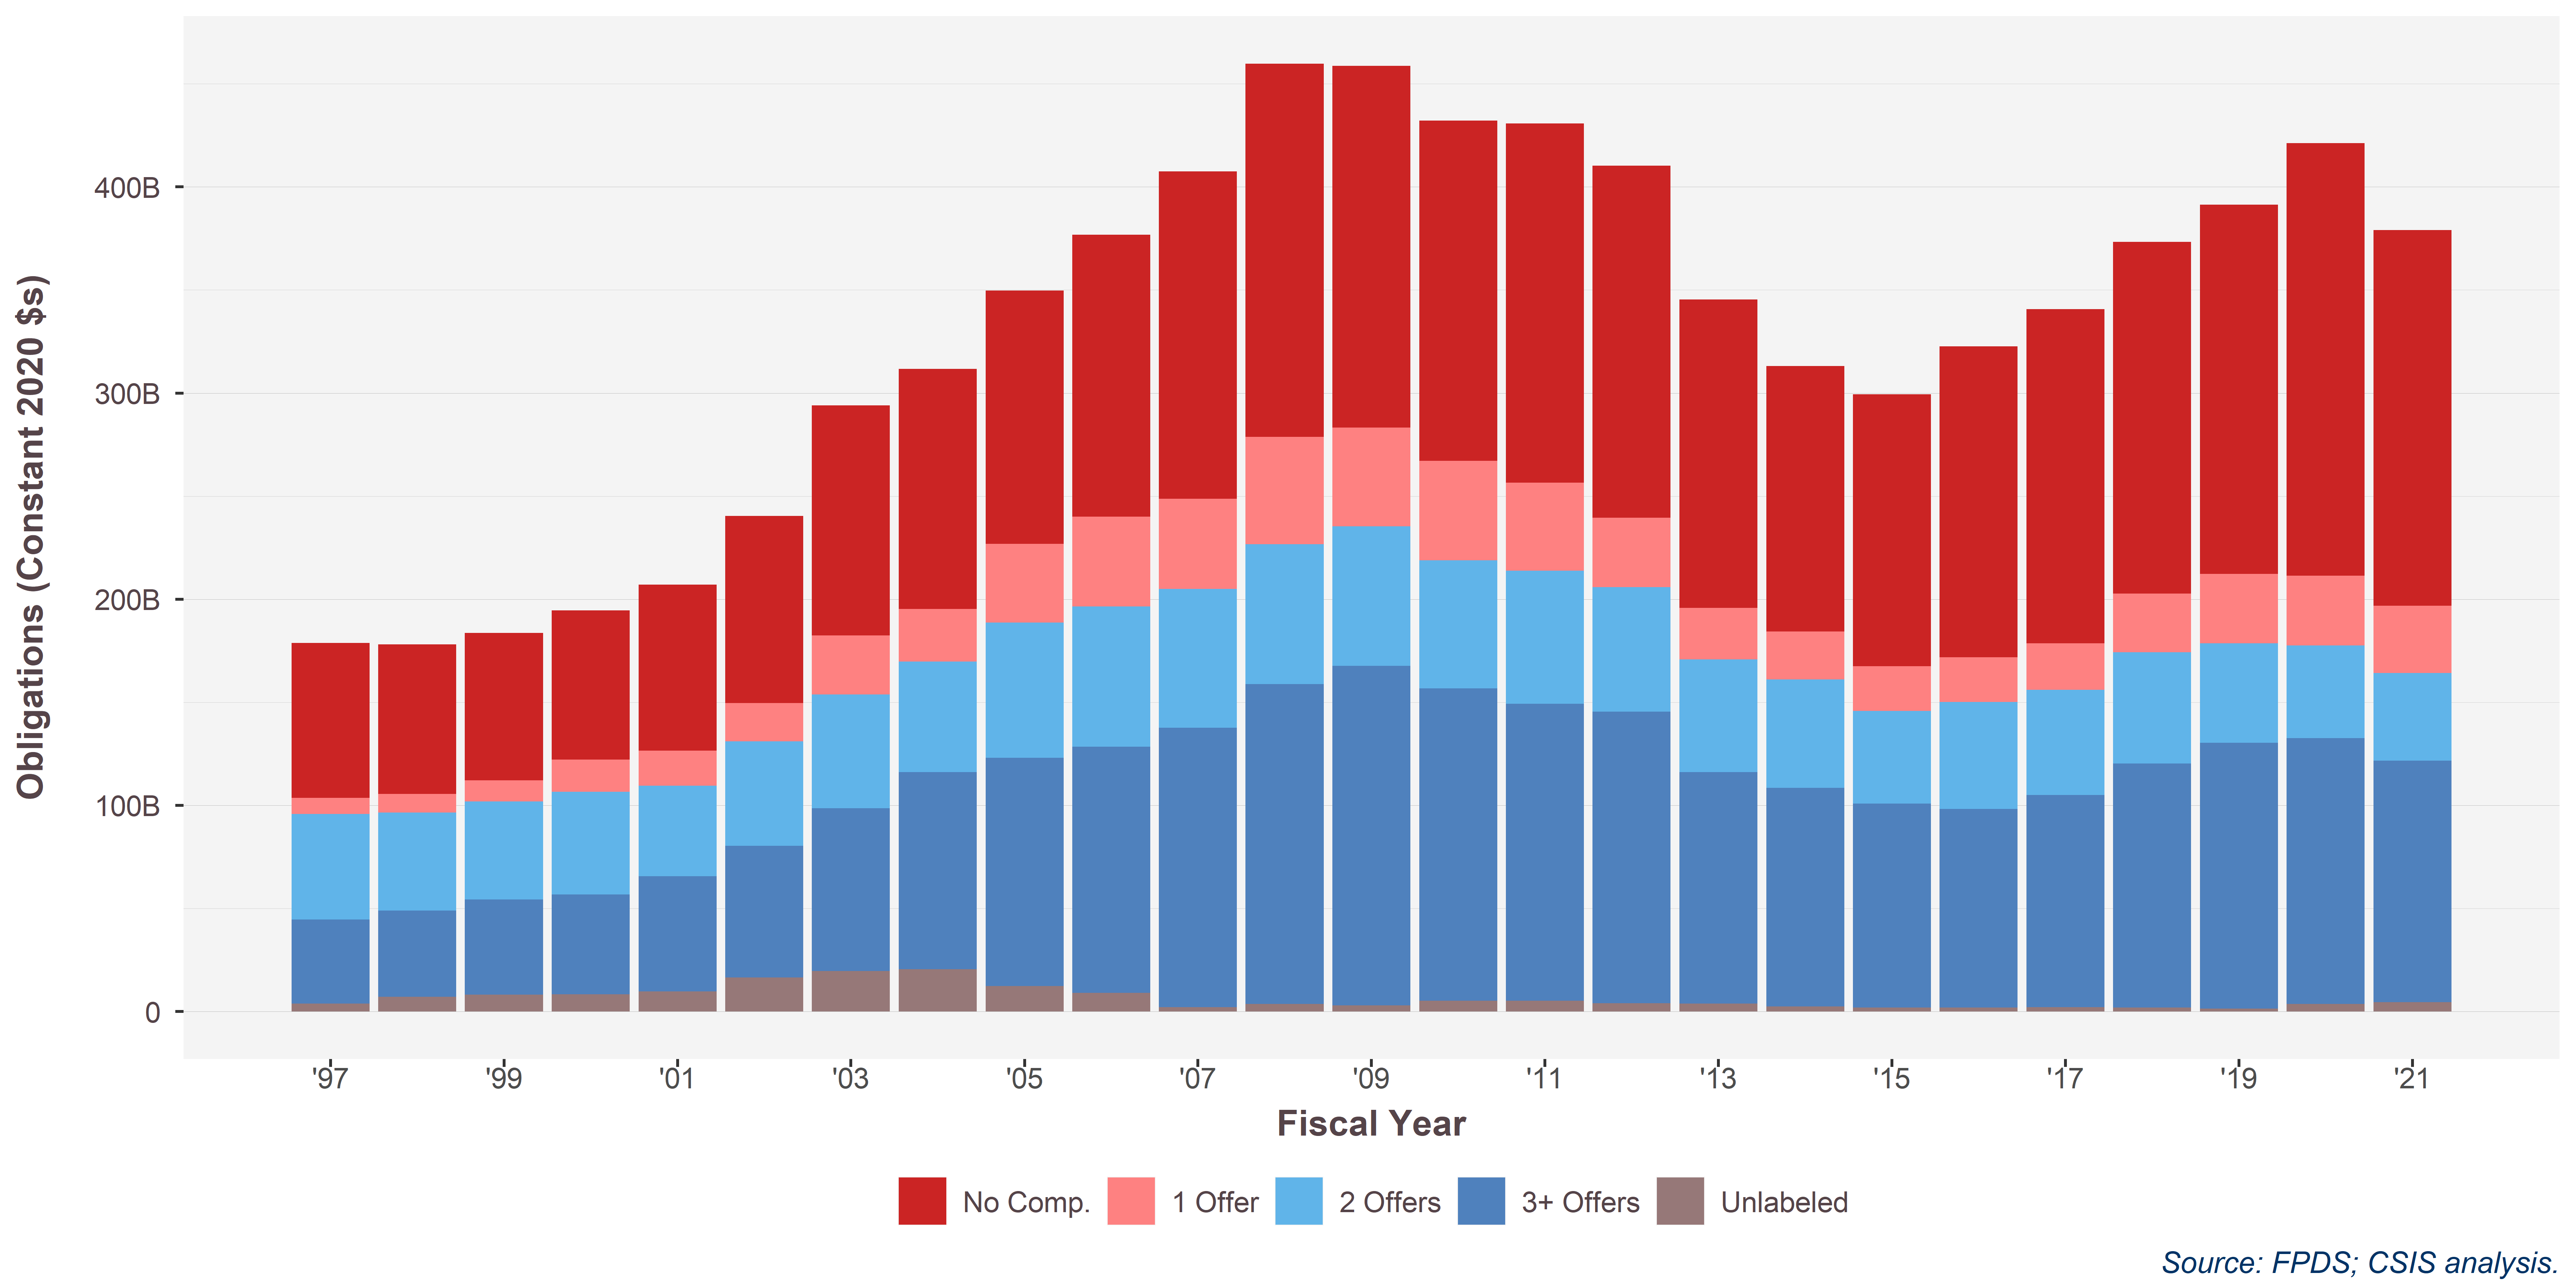 Obligations (Constant 2020 $s)
400B
300B
200B
100B
0
'97 '99 '01 '03 '05 '07 '09 '11 '13 '15 '17 '19 '21
Fiscal Year
No Comp. 1 Offer 2 Offers 3+ Offers Unlabeled
Source: FPDS; CSIS analysis.